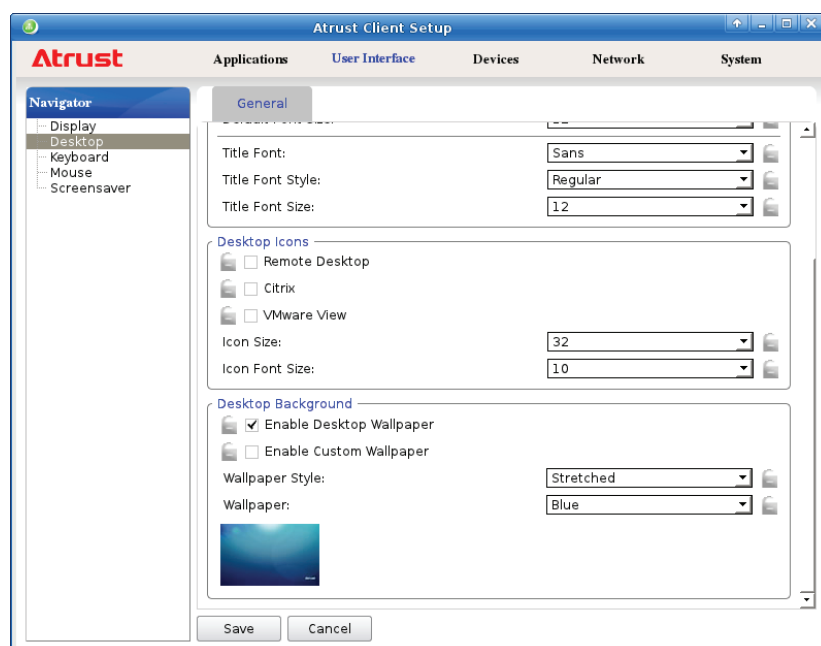 Atrust Client Setup
Atrust
Applications
User Interface
Devices
Network
System
Navigator
Display
Desktop
Keyboard
Mouse
Screensaver
General
Title Font: Sans
Title Font Style: Regular
Title Font Size: 12
Desktop Icons
Remote Desktop
Citrix
VMware View
Icon Size: 32
Icon Font Size: 10
Desktop Background
Enable Desktop Wallpaper
Enable Custom Wallpaper
Wallpaper Style: Stretched
Wallpaper: Blue
Save
Cancel